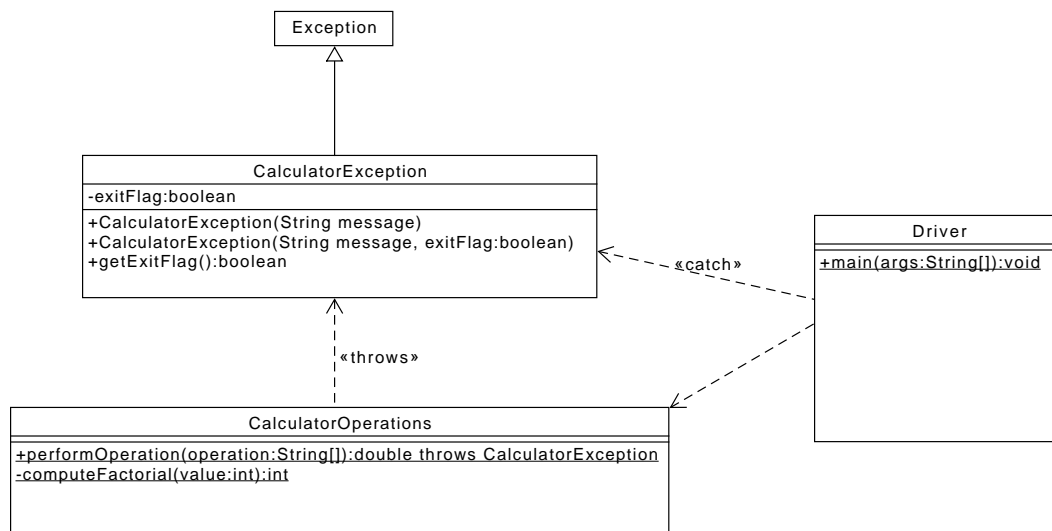 Exception
CalculatorException
-exitFlag:boolean
+CalculatorException(String message)
+CalculatorException(String message, exitFlag:boolean)
+getExitFlag():boolean
Driver
+main(args:String[]):void
«catch»
«throws»
CalculatorOperations
+performOperation(operation:String[]):double throws CalculatorException
-computeFactorial(value:int):int